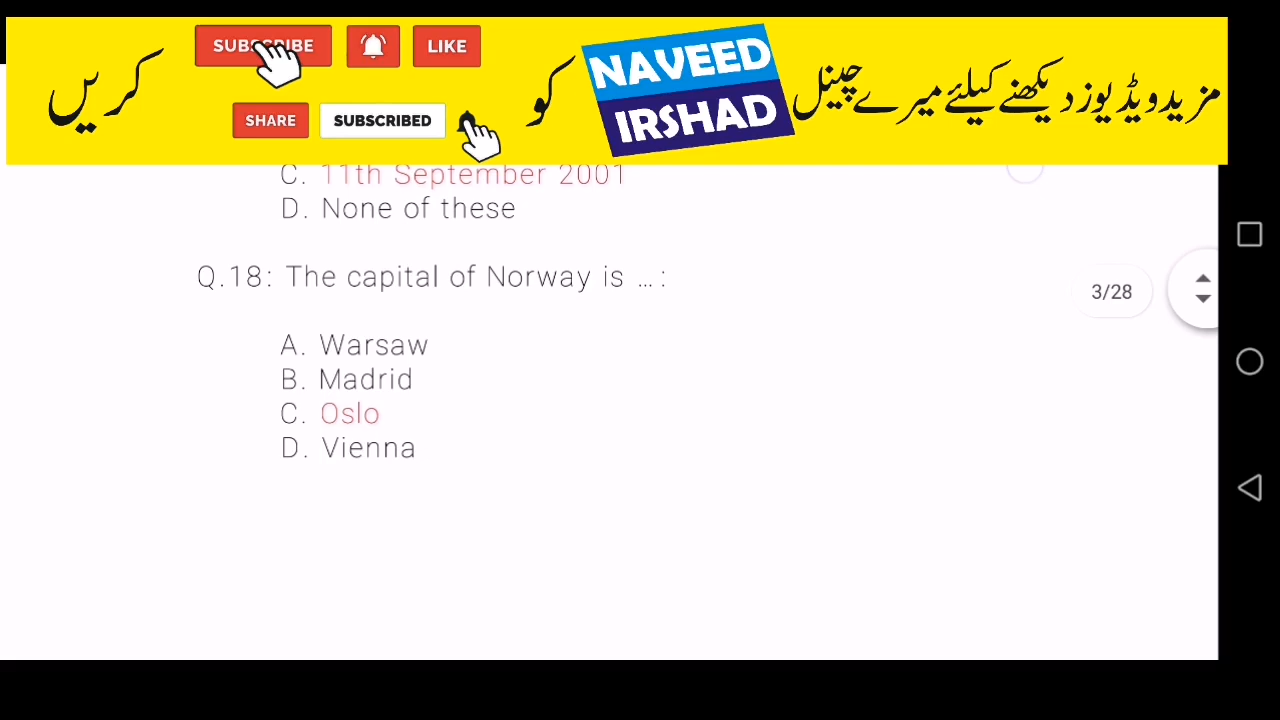 مزید ویڈیوز دیکھنے کیلئے میرے چینل NAVEED IRSHAD کو SUBSCRIBE LIKE
SHARE SUBSCRIBED کریں
C. 11th September 2001
D. None of these
Q.18: The capital of Norway is ... :
3/28
A. Warsaw
B. Madrid
C. Oslo
D. Vienna